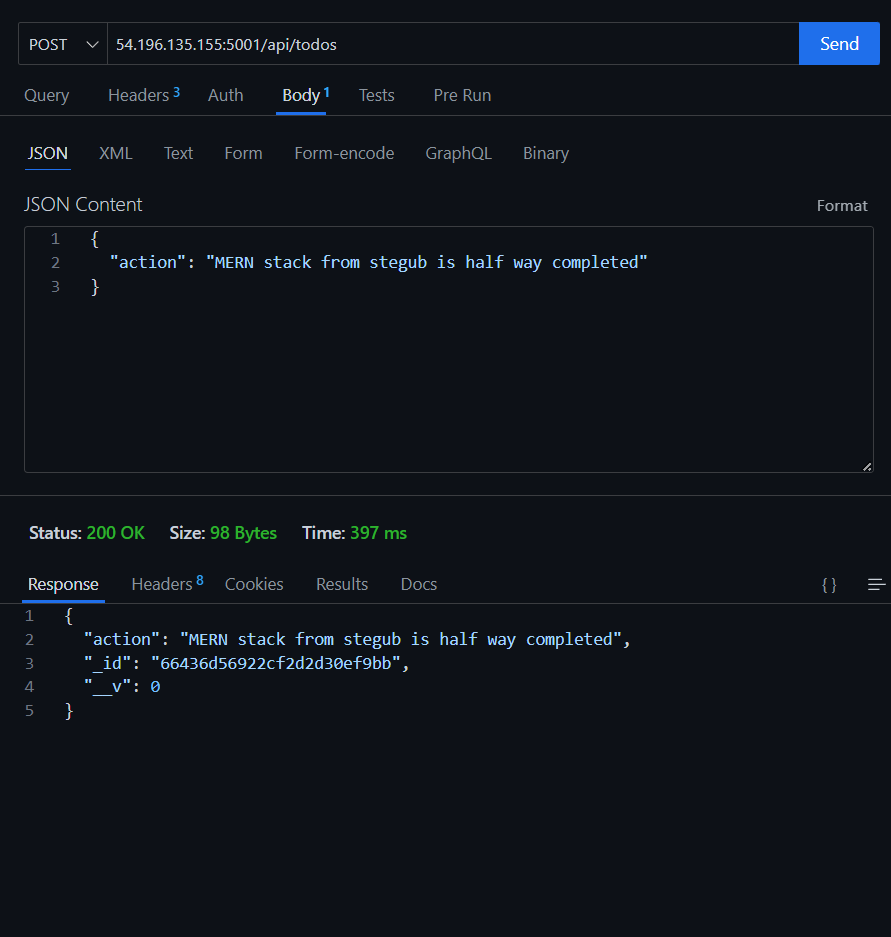 POST 54.196.135.155:5001/api/todos Send
Query Headers 3 Auth Body 1 Tests Pre Run
JSON XML Text Form Form-encode GraphQL Binary
JSON Content Format
1 {
2 "action": "MERN stack from stegub is half way completed"
3 }
Status: 200 OK Size: 98 Bytes Time: 397 ms
Response Headers 8 Cookies Results Docs { }
1 {
2 "action": "MERN stack from stegub is half way completed",
3 "_id": "66436d56922cf2d2d30ef9bb",
4 "__v": 0
5 }